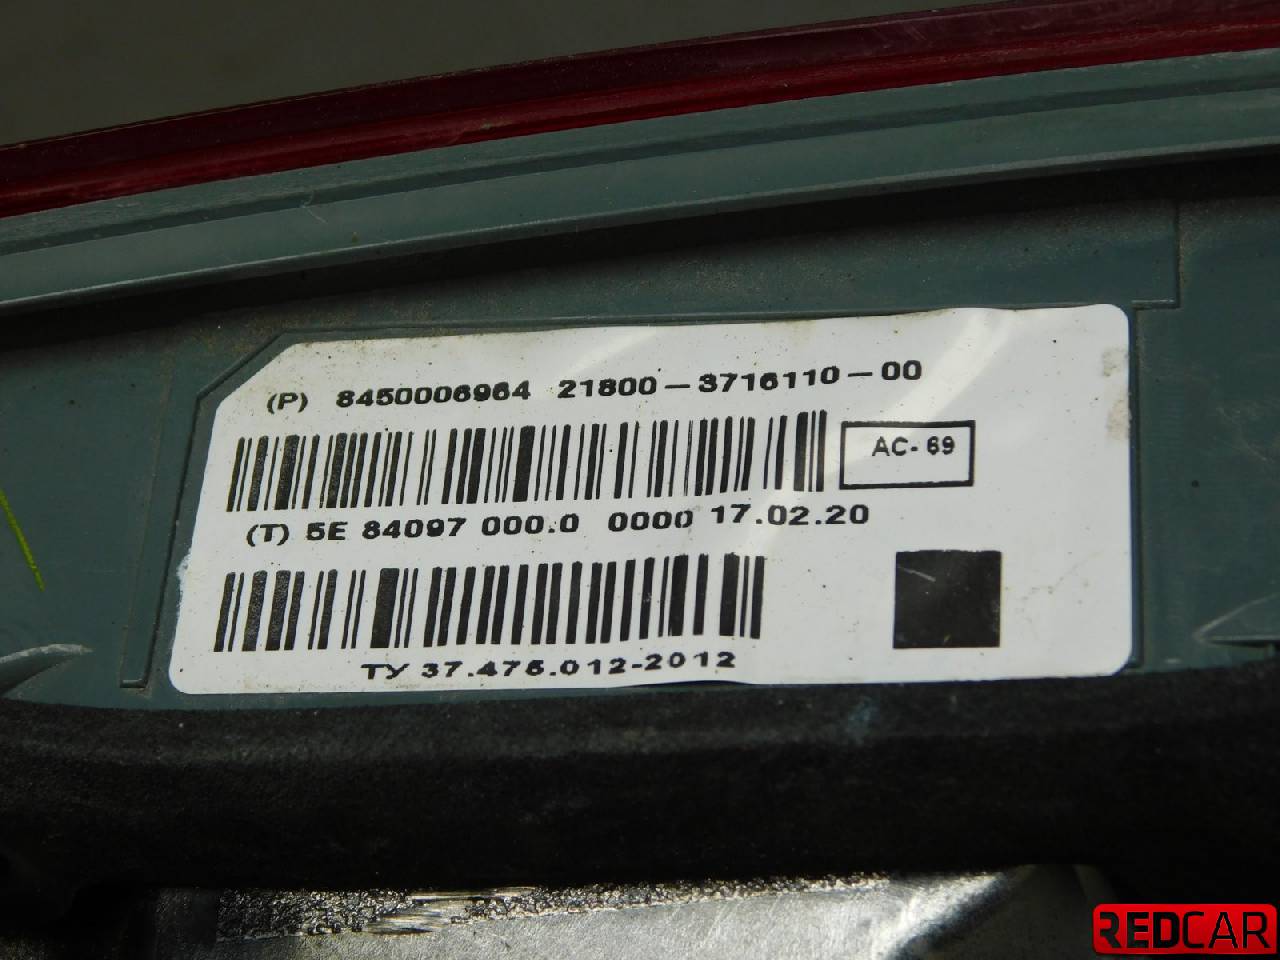 (P) 8450006964 21800-3716110-00
AC-69
(T) 5E 84097 000.0 0000 17.02.20
ТУ 37.475.012-2012
REDCAR